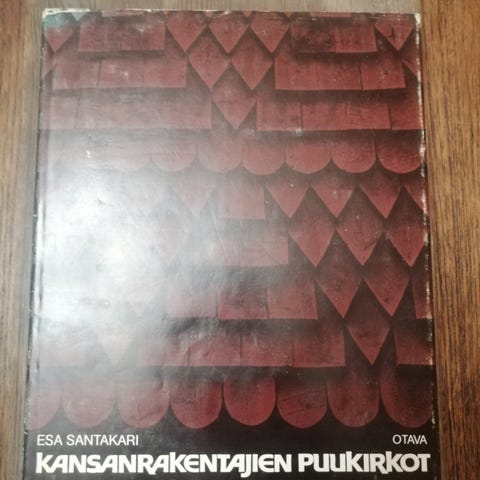 ESA SANTAKARI OTAVA
KANSANRAKENTAJIEN PUUKIRKOT